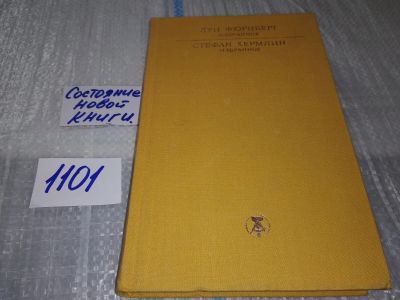 ЛУИ ФЮРНБЕРГ
ИЗБРАННОЕ
СТЕФАН ХЕРМЛИН
ИЗБРАННОЕ
Состояние
новой
книги.
1101